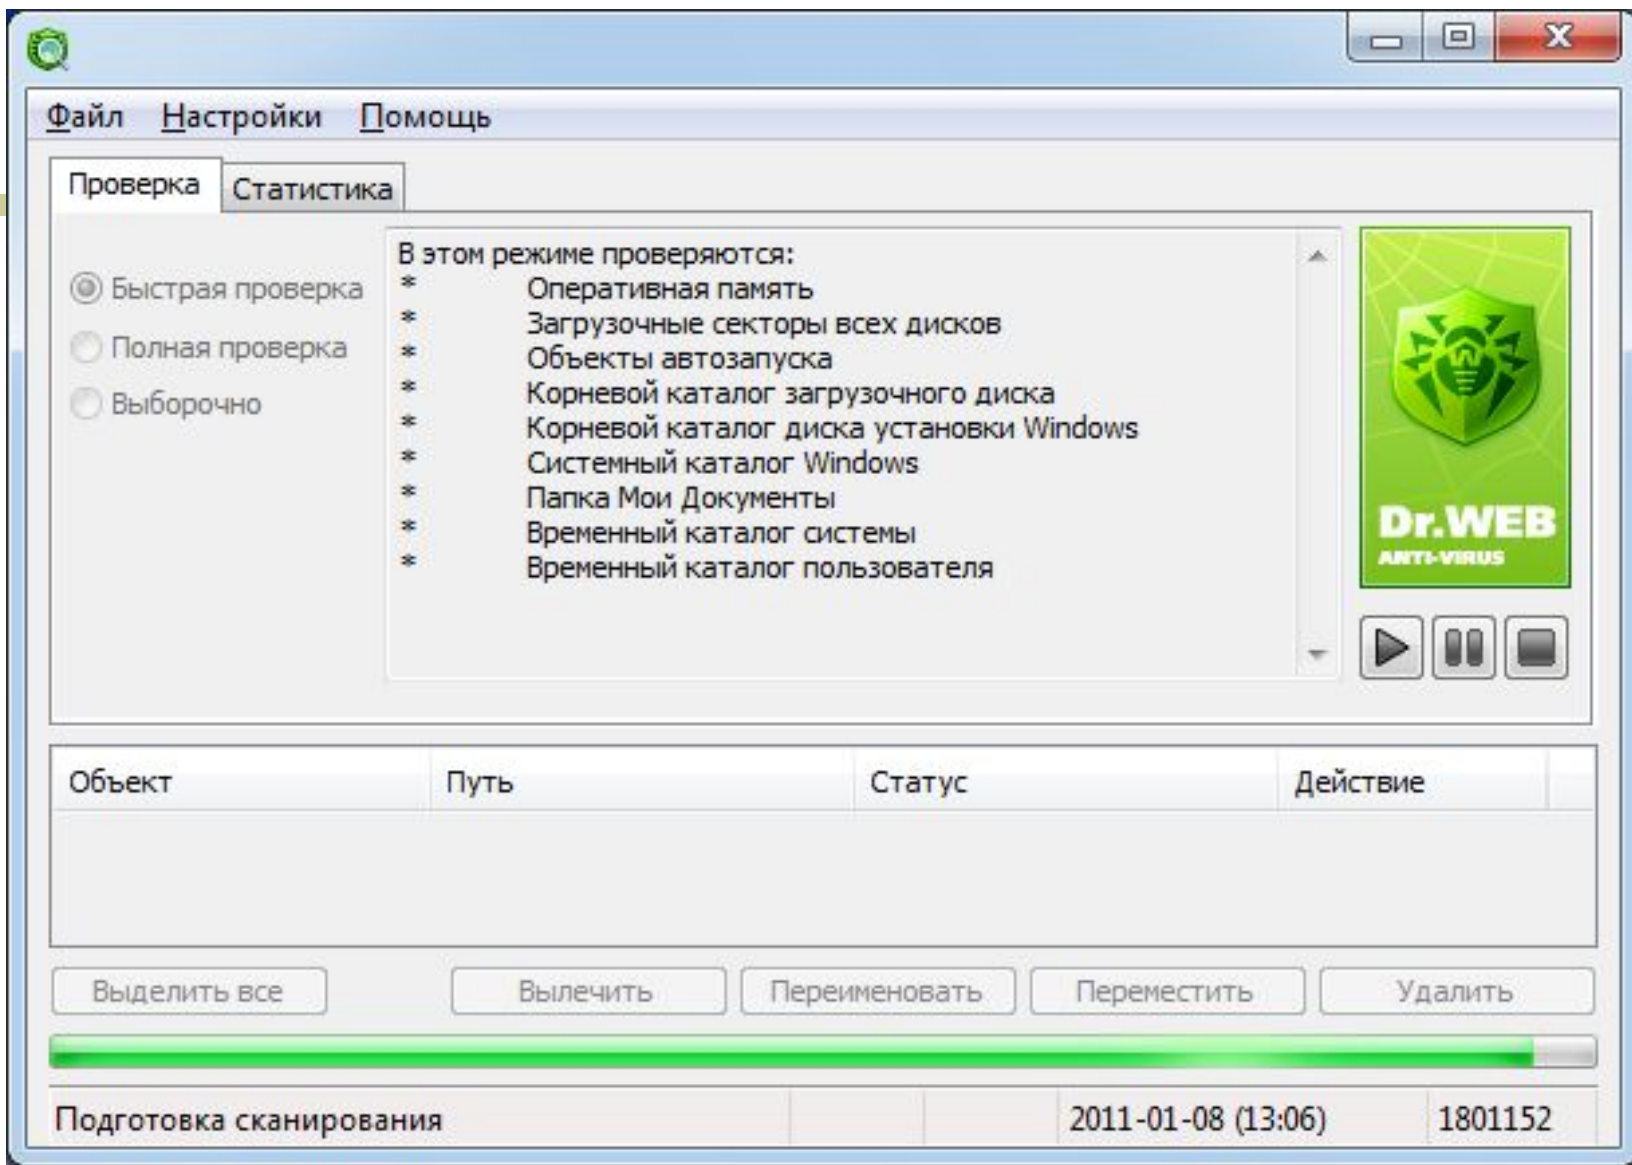 Файл Настройки Помощь
Проверка Статистика
Быстрая проверка
Полная проверка
Выборочно
В этом режиме проверяются:
* Оперативная память
* Загрузочные секторы всех дисков
* Объекты автозапуска
* Корневой каталог загрузочного диска
* Корневой каталог диска установки Windows
* Системный каталог Windows
* Папка Мои Документы
* Временный каталог системы
* Временный каталог пользователя
Dr.WEB
ANTI-VIRUS
Объект Путь Статус Действие
Выделить все Вылечить Переименовать Переместить Удалить
Подготовка сканирования 2011-01-08 (13:06) 1801152